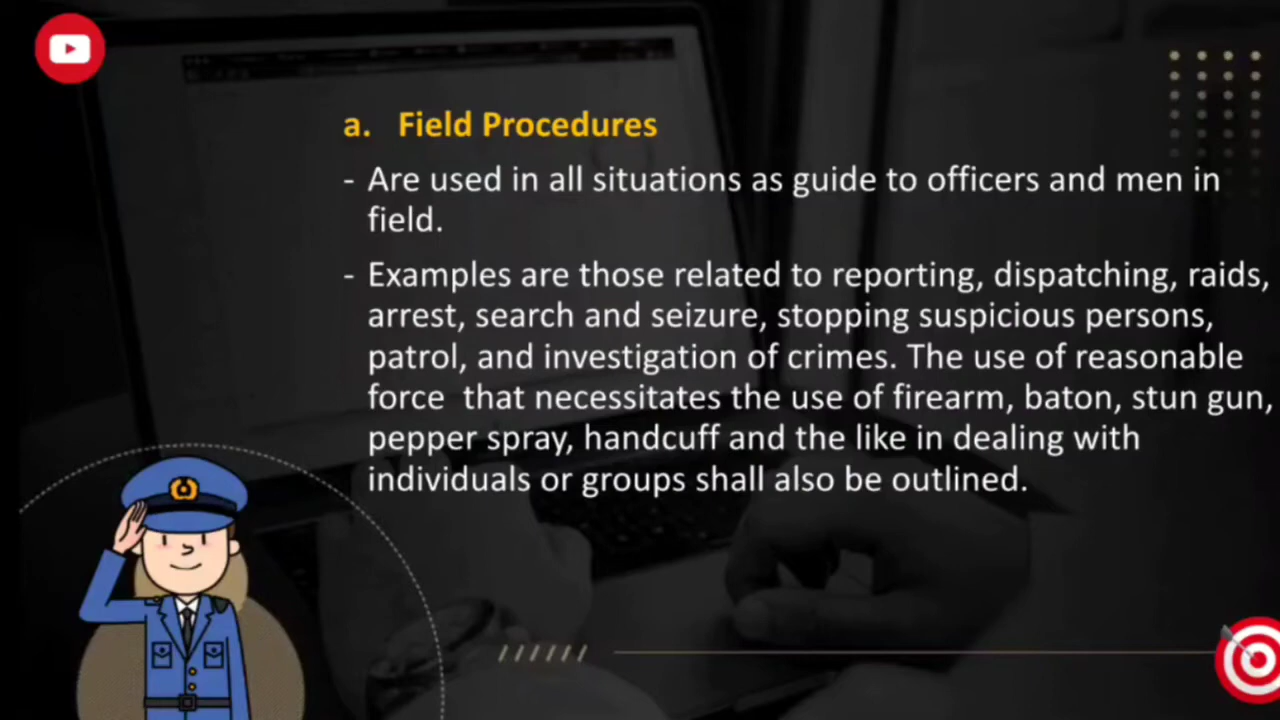 a. Field Procedures
- Are used in all situations as guide to officers and men in
field.
- Examples are those related to reporting, dispatching, raids,
arrest, search and seizure, stopping suspicious persons,
patrol, and investigation of crimes. The use of reasonable
force that necessitates the use of firearm, baton, stun gun,
pepper spray, handcuff and the like in dealing with
individuals or groups shall also be outlined.